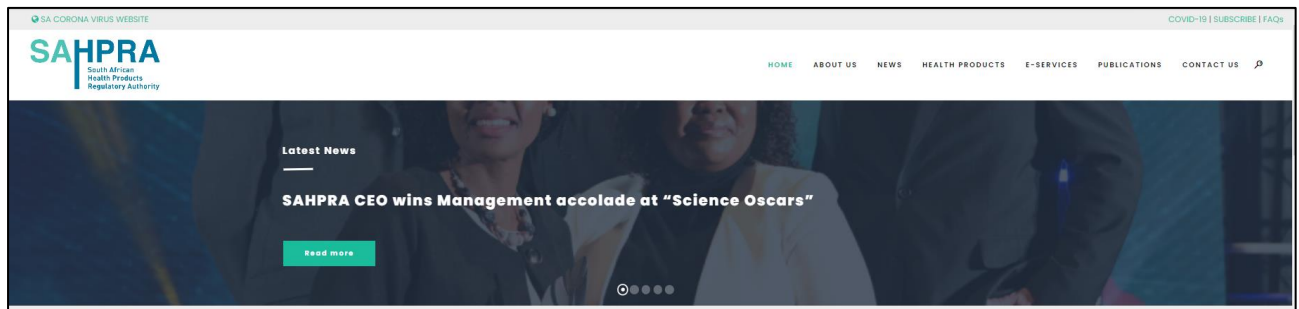 SA CORONA VIRUS WEBSITE
COVID-19 | SUBSCRIBE | FAQs
SAHPRA
South African
Health Products
Regulatory Authority
HOME ABOUT US NEWS HEALTH PRODUCTS E-SERVICES PUBLICATIONS CONTACT US
Latest News
SAHPRA CEO wins Management accolade at “Science Oscars”
Read more